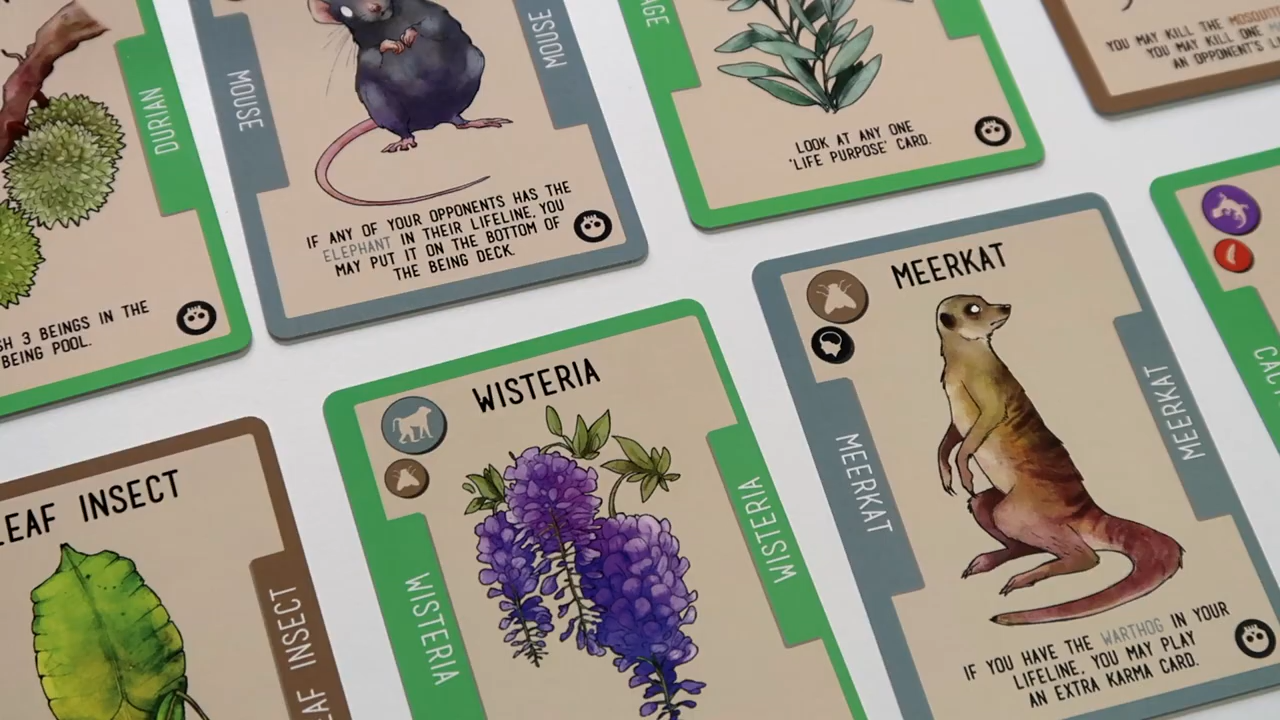 DURIAN
3 BEINGS IN THE
BEING POOL.
MOUSE
MOUSE
IF ANY OF YOUR OPPONENTS HAS THE
ELEPHANT IN THEIR LIFELINE, YOU
MAY PUT IT ON THE BOTTOM OF
THE BEING DECK.
LOOK AT ANY ONE
'LIFE PURPOSE' CARD.
YOU MAY KILL THE MOSQUITO
YOU MAY KILL ONE
AN OPPONENT'S
LEAF INSECT
LEAF INSECT
WISTERIA
WISTERIA
WISTERIA
MEERKAT
MEERKAT
MEERKAT
IF YOU HAVE THE WARTHOG IN YOUR
LIFELINE, YOU MAY PLAY
AN EXTRA KARMA CARD.